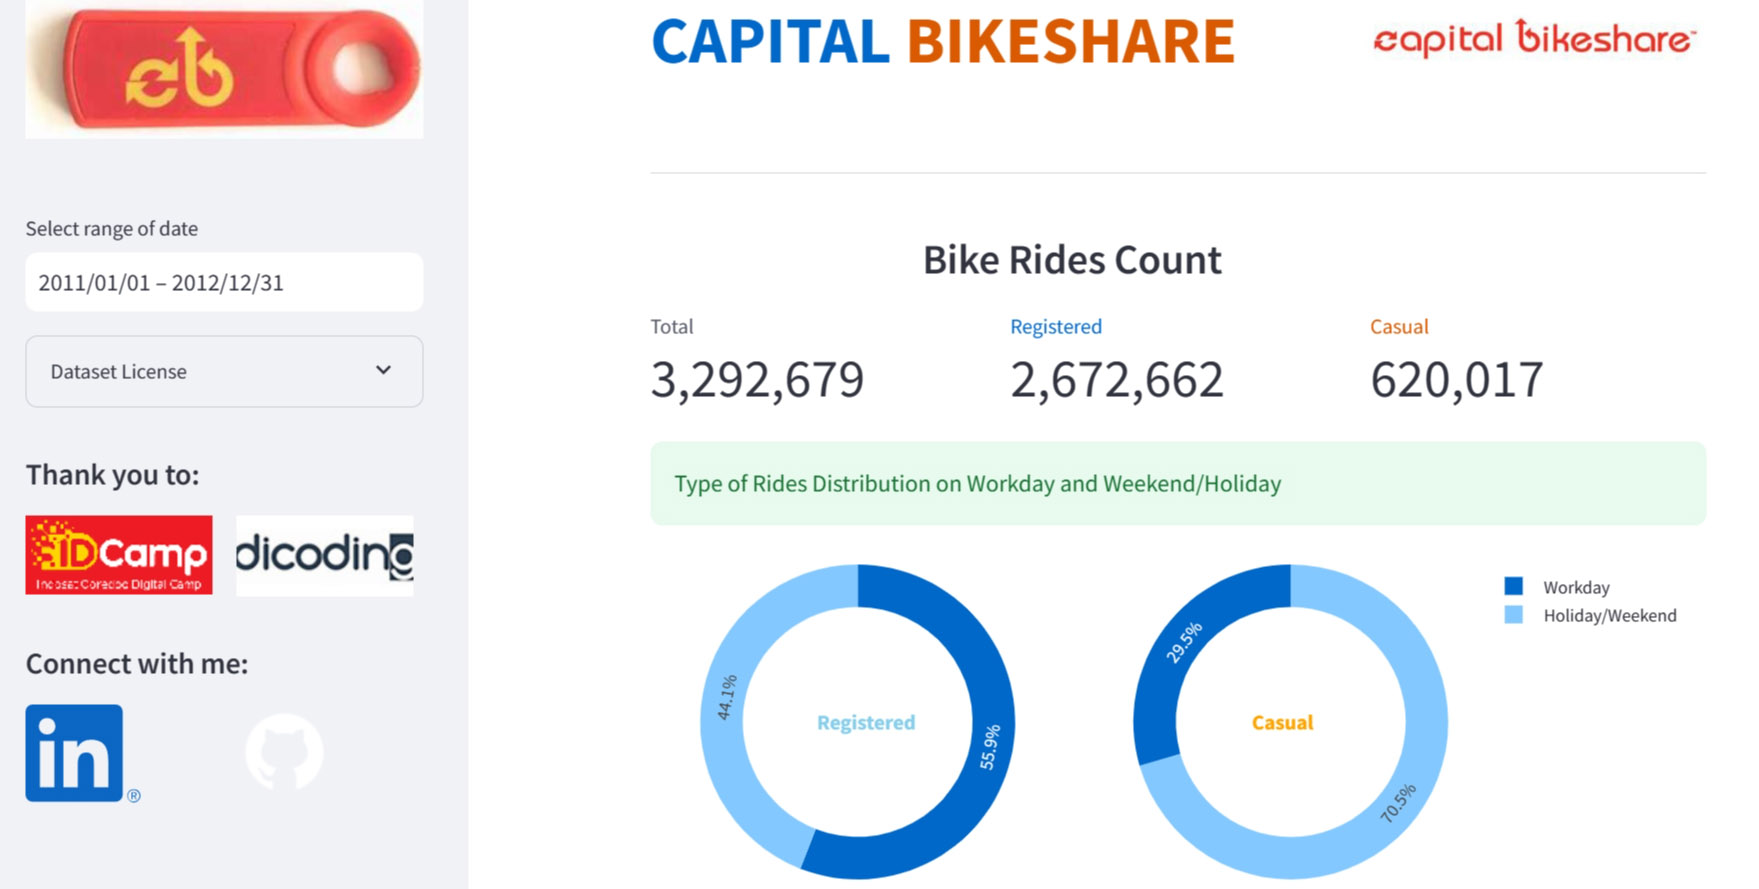 cb
Select range of date
2011/01/01 – 2012/12/31
Dataset License
Thank you to:
IDCamp
Indosat Ooredoo Digital Camp
dicoding
Connect with me:
in
®
CAPITAL BIKESHARE
capital bikeshare
Bike Rides Count
Total
Registered
Casual
3,292,679
2,672,662
620,017
Type of Rides Distribution on Workday and Weekend/Holiday
44.1%
Registered
55.9%
29.5%
Casual
70.5%
Workday
Holiday/Weekend